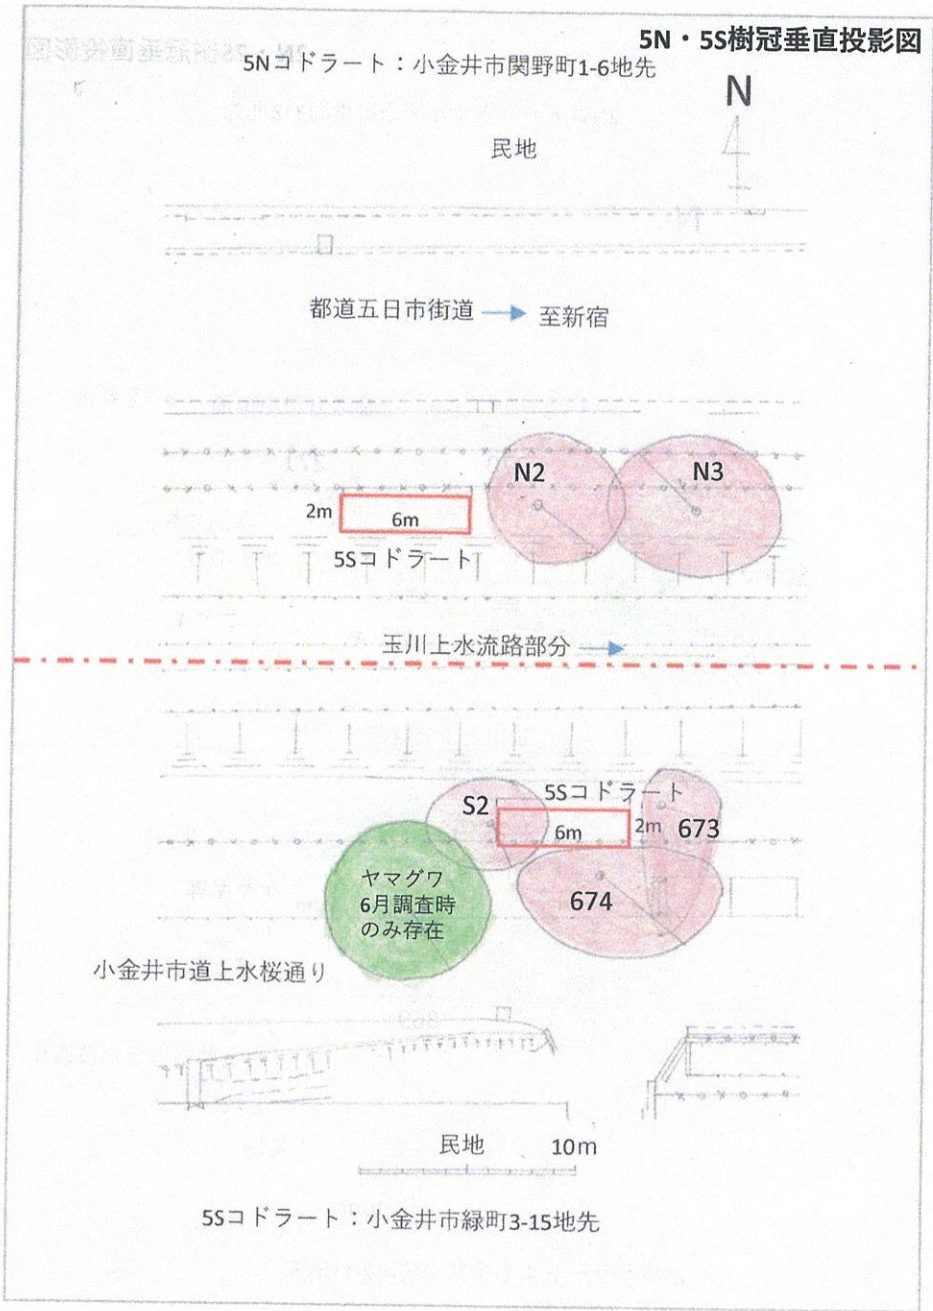 5N・5S樹冠垂直投影図
5Nコドラート：小金井市関野町1-6地先
N
民地
都道五日市街道
至新宿
N2
N3
2m
6m
5Sコドラート
玉川上水流路部分
5Sコドラート
S2
6m
2m
673
ヤマグワ
6月調査時
のみ存在
674
小金井市道上水桜通り
民地
10m
5Sコドラート：小金井市緑町3-15地先